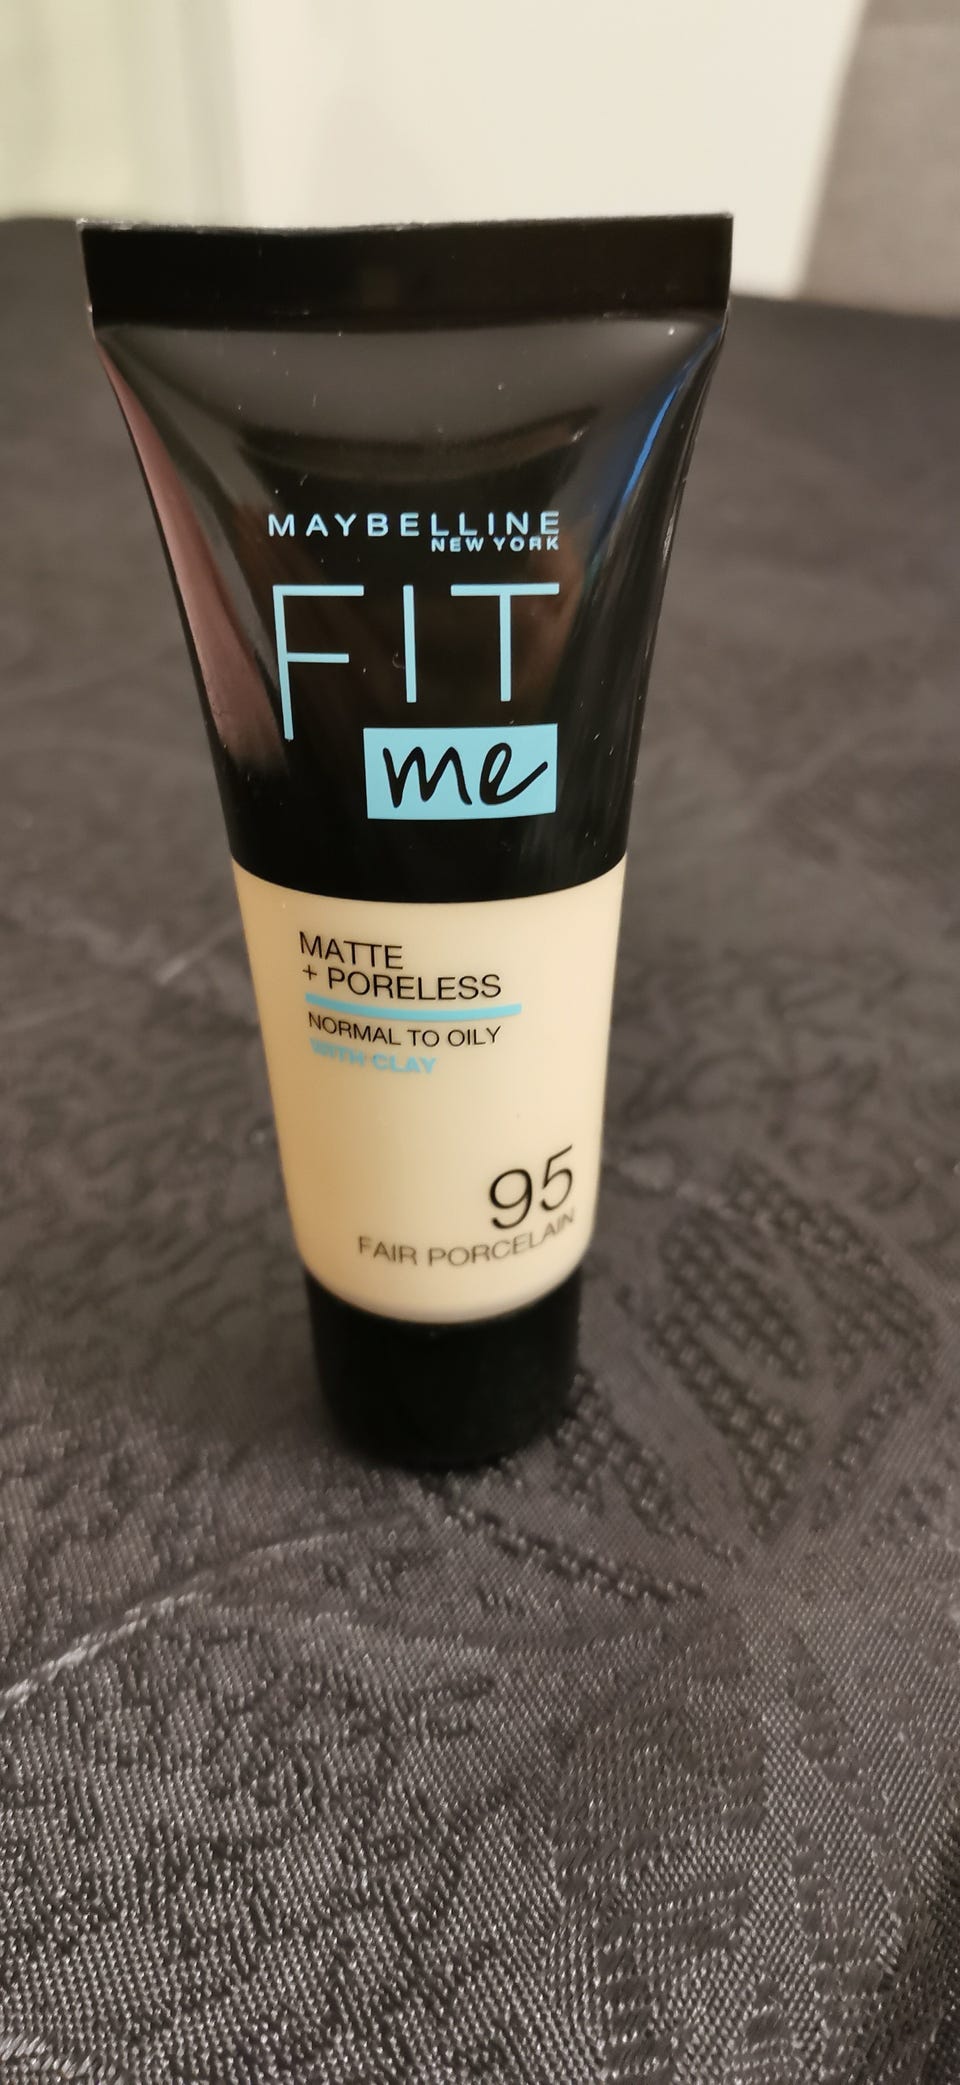 MAYBELLINE
NEW YORK
FIT
me
MATTE
+ PORELESS
NORMAL TO OILY
WITH CLAY
95
FAIR PORCELAIN